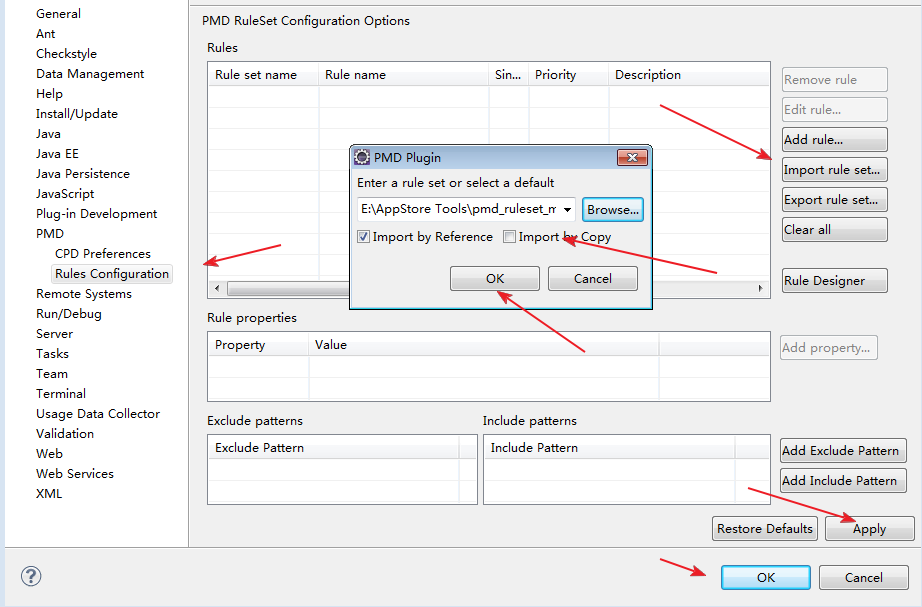 General
Ant
Checkstyle
Data Management
Help
Install/Update
Java
Java EE
Java Persistence
JavaScript
Plug-in Development
PMD
CPD Preferences
Rules Configuration
Remote Systems
Run/Debug
Server
Tasks
Team
Terminal
Usage Data Collector
Validation
Web
Web Services
XML
PMD RuleSet Configuration Options
Rules
Rule set name Rule name Sin... Priority Description
Remove rule
Edit rule...
Add rule...
Import rule set...
Export rule set...
Clear all
Rule Designer
PMD Plugin
Enter a rule set or select a default
E:\AppStore Tools\pmd_ruleset_m Browse...
Import by Reference Import by Copy
OK Cancel
Rule properties
Property Value
Add property...
Exclude patterns Include patterns
Exclude Pattern Include Pattern
Add Exclude Pattern
Add Include Pattern
Restore Defaults Apply
? OK Cancel